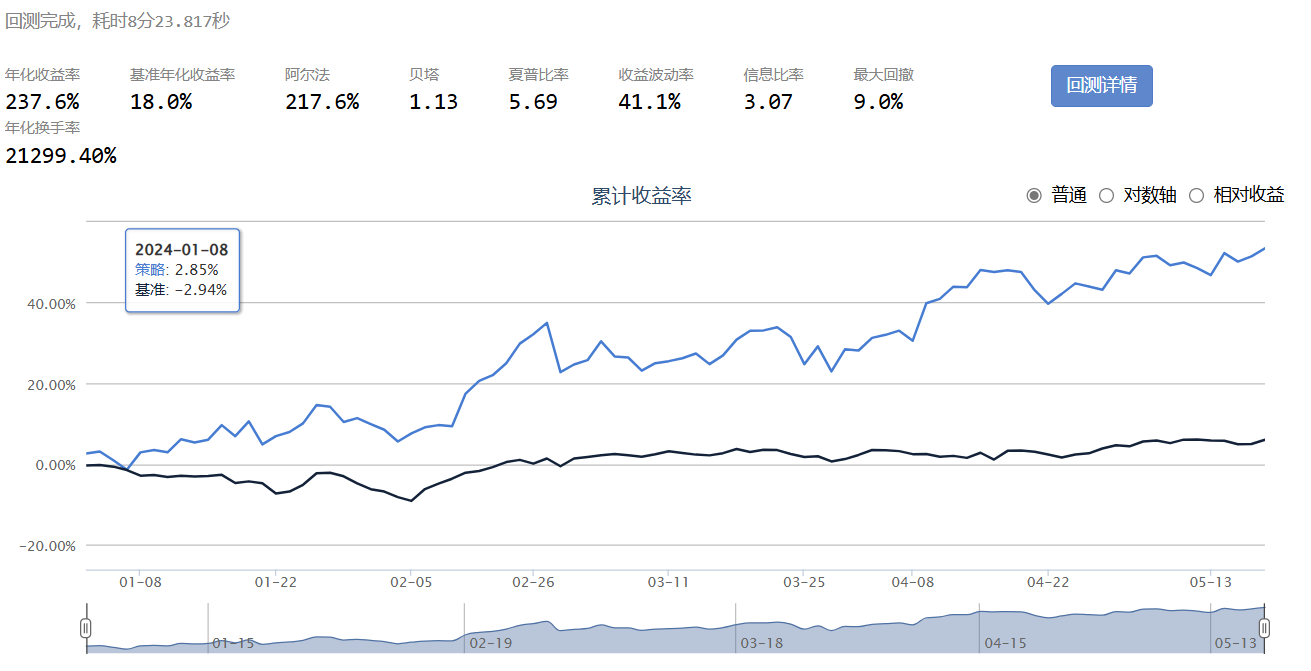 回测完成，耗时8分23.817秒
年化收益率 基准年化收益率 阿尔法 贝塔 夏普比率 收益波动率 信息比率 最大回撤
237.6% 18.0% 217.6% 1.13 5.69 41.1% 3.07 9.0%
回测详情
年化换手率
21299.40%
累计收益率
普通 对数轴 相对收益
2024-01-08
策略: 2.85%
基准: -2.94%
40.00%
20.00%
0.00%
-20.00%
01-08 01-22 02-05 02-26 03-11 03-25 04-08 04-22 05-13
01-15 02-19 03-18 04-15 05-13